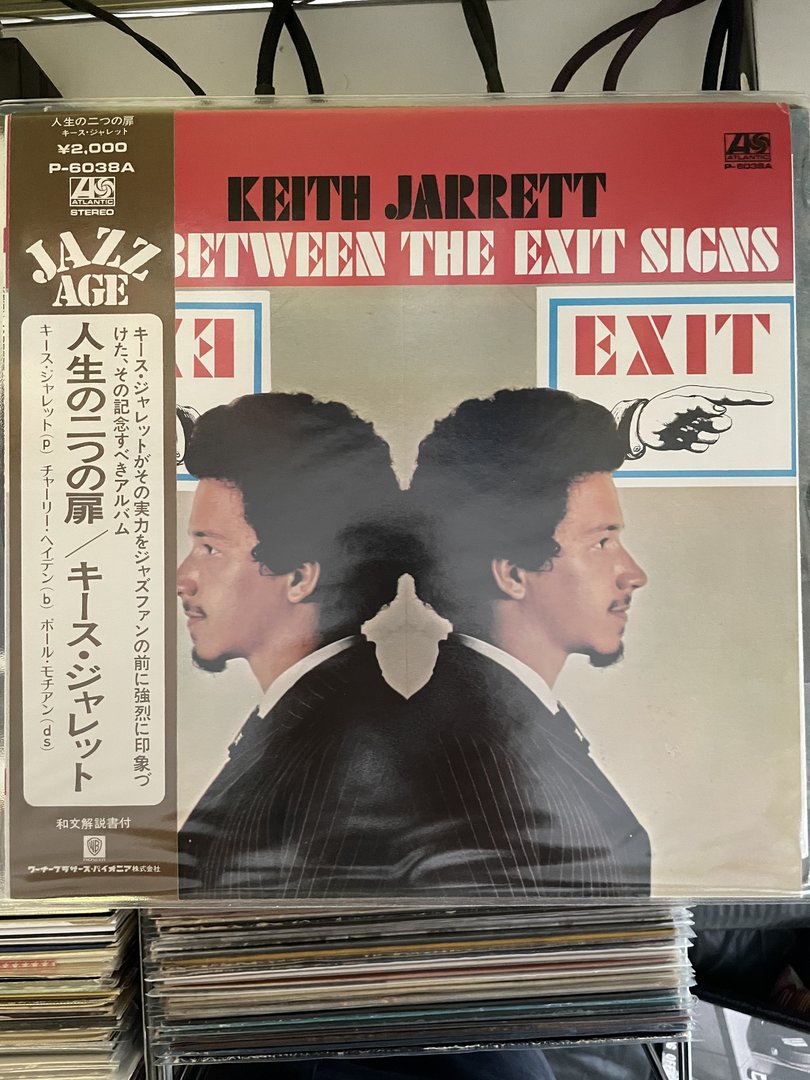 人生の二つの扉
キース・ジャレット
¥2,000
P-6038A
ATLANTIC
STEREO
JAZZ
AGE
キース・ジャレットがその実力をジャズファンの前に強烈に印象づ
けた、その記念すべきアルバム
人生の二つの扉/キース・ジャレット
キース・ジャレット(p) チャーリー・ヘイデン(b) ポール・モチアン(ds)
和文解説書付
ワーナーブラザーズ・パイオニア株式会社
ATLANTIC
P-6038A
KEITH JARRETT
BETWEEN THE EXIT SIGNS
EXIT